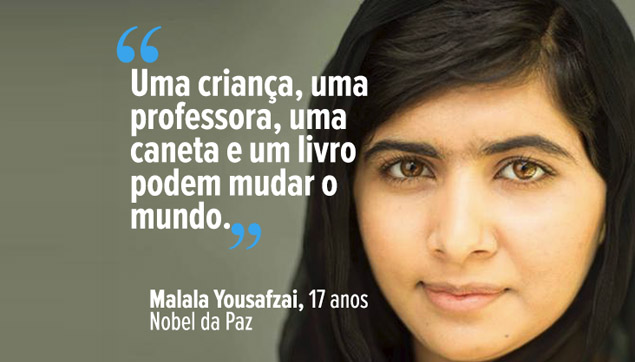 “
Uma criança, uma
professora, uma
caneta e um livro
podem mudar o
mundo.”
Malala Yousafzai, 17 anos
Nobel da Paz